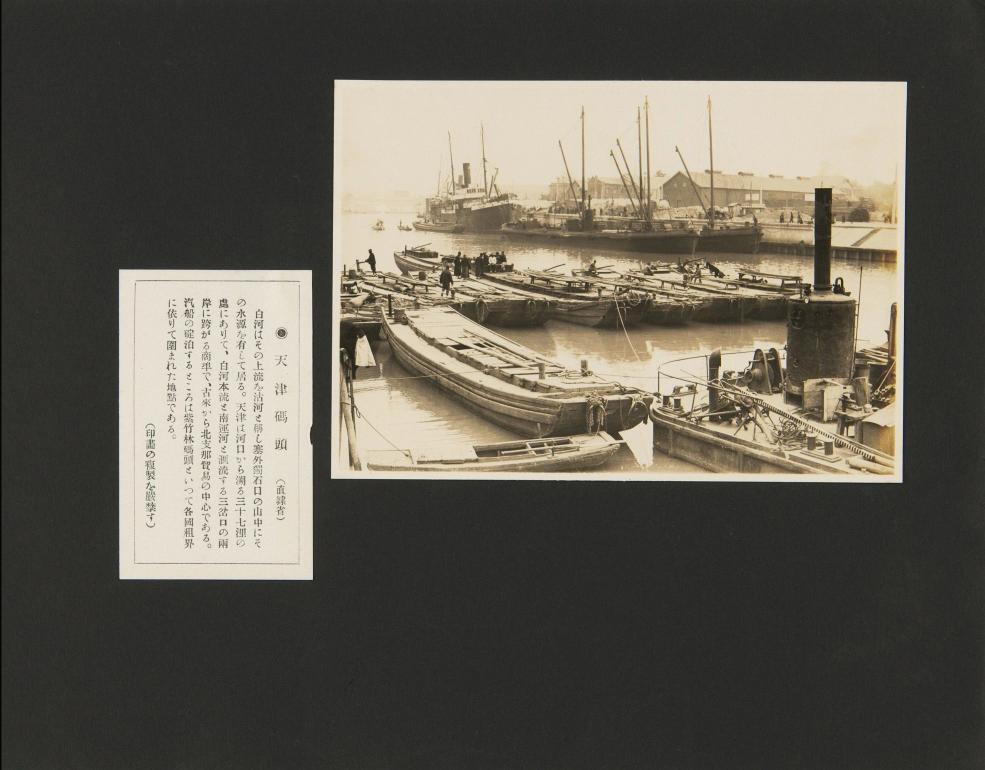 ◉天津碼頭 （直隷省）
白河はその上流を沽河と稱し塞外獨石口の山中にそ
の水源を有して居る。天津は河口から溯る三十七浬の
處にありて、白河本流と南運河と潮流する三岔口の兩
岸に跨がる商埠で、古來から北支那貿易の中心である。
汽船の碇泊するところは紫竹林碼頭といつて各國租界
に依りて圍まれた地點である。
（印畫の複製を嚴禁す）